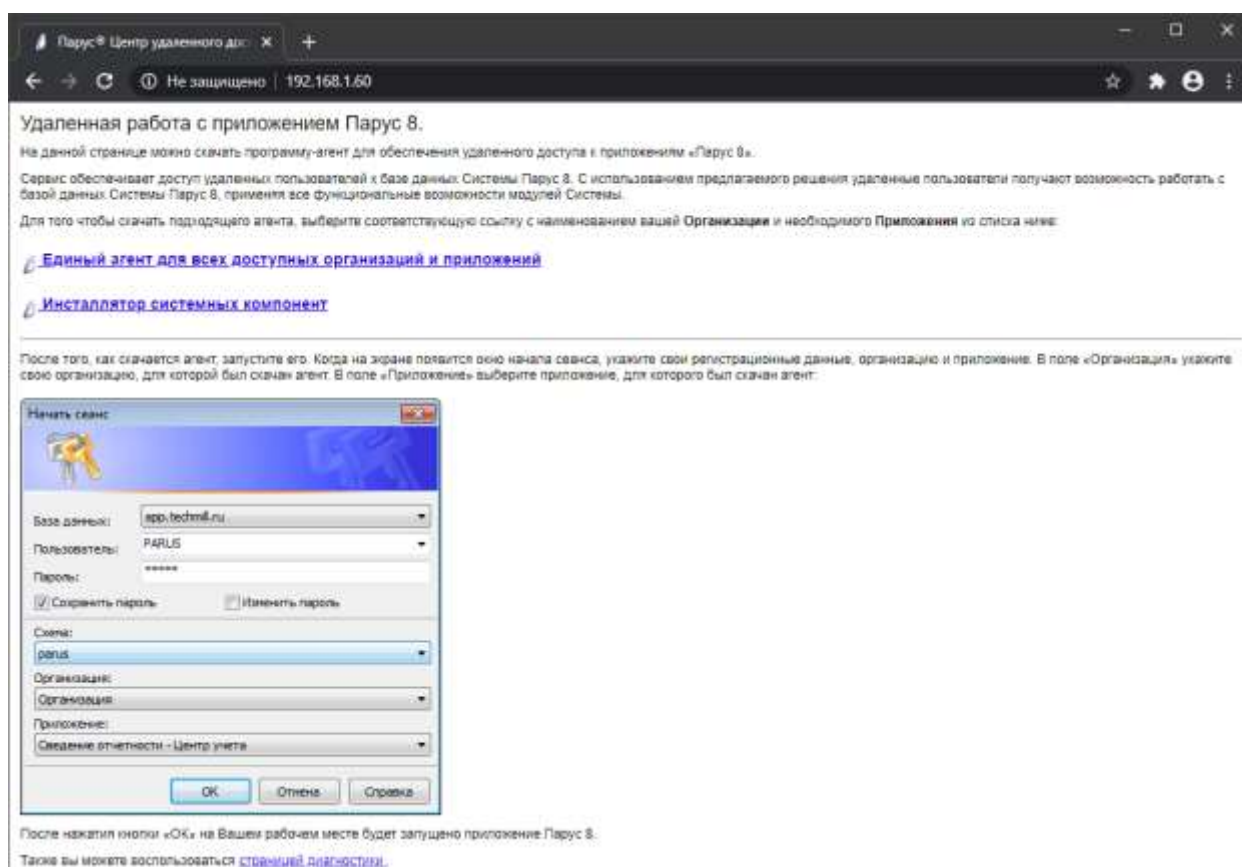 Парус® Центр удаленного дос
Не защищено | 192.168.1.60
Удаленная работа с приложением Парус 8.
На данной странице можно скачать программу-агент для обеспечения удаленного доступа к приложениям «Парус 8».
Сервис обеспечивает доступ удаленных пользователей к базе данных Системы Парус 8. С использованием предлагаемого решения удаленные пользователи получают возможность работать с
базой данных Системы Парус 8, применяя все функциональные возможности модулей Системы.
Для того чтобы скачать подходящего агента, выберите соответствующую ссылку с наименованием вашей Организации и необходимого Приложения из списка ниже:
Единый агент для всех доступных организаций и приложений
Инсталлятор системных компонент
После того, как скачается агент, запустите его. Когда на экране появится окно начала сеанса, укажите свои регистрационные данные, организацию и приложение. В поле «Организация» укажите
свою организацию, для которой был скачан агент. В поле «Приложение» выберите приложение, для которого был скачан агент:
Начать сеанс
База данных: app.techmill.ru
Пользователь: PARUS
Пароль: *****
Сохранить пароль Изменить пароль
Схема:
parus
Организация:
Организация
Приложение:
Сведение отчетности - Центр учета
OK Отмена Справка
После нажатия кнопки «ОК» на Вашем рабочем месте будет запущено приложение Парус 8.
Также вы можете воспользоваться страницей диагностики.